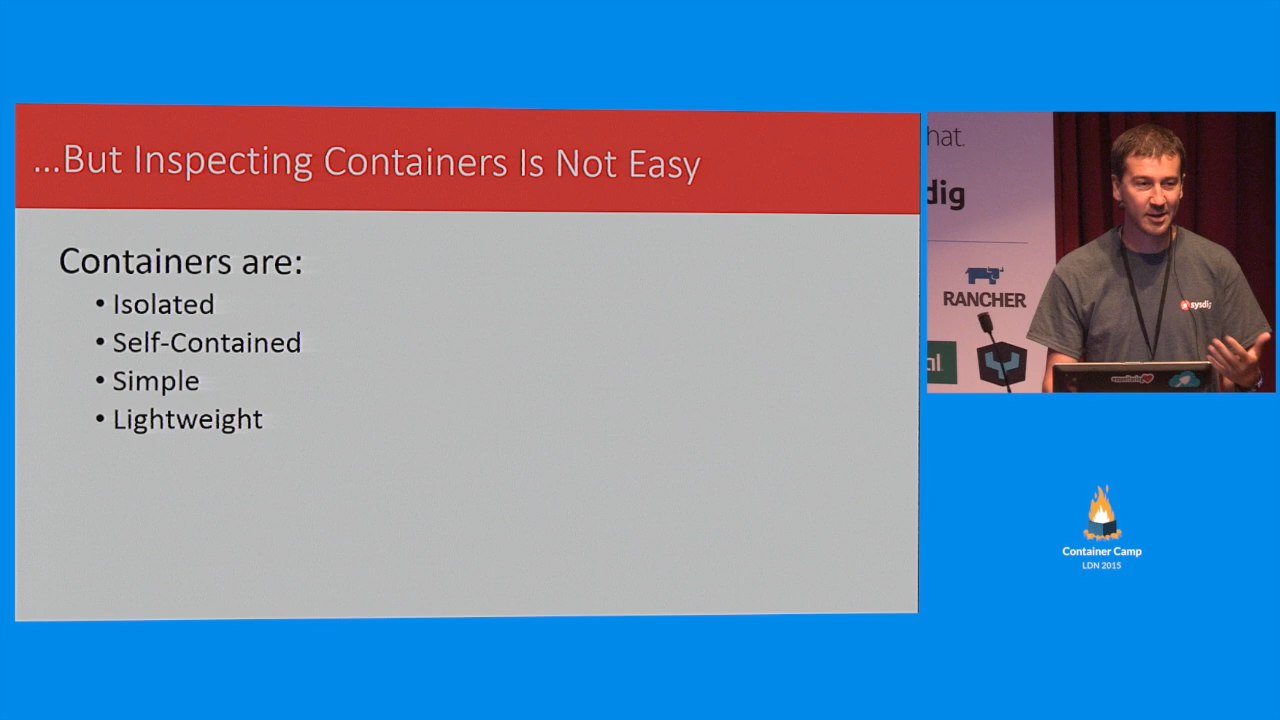 ...But Inspecting Containers Is Not Easy
Containers are:
• Isolated
• Self-Contained
• Simple
• Lightweight
hat.
dig
RANCHER
al
sysdig
Container Camp
LDN 2015